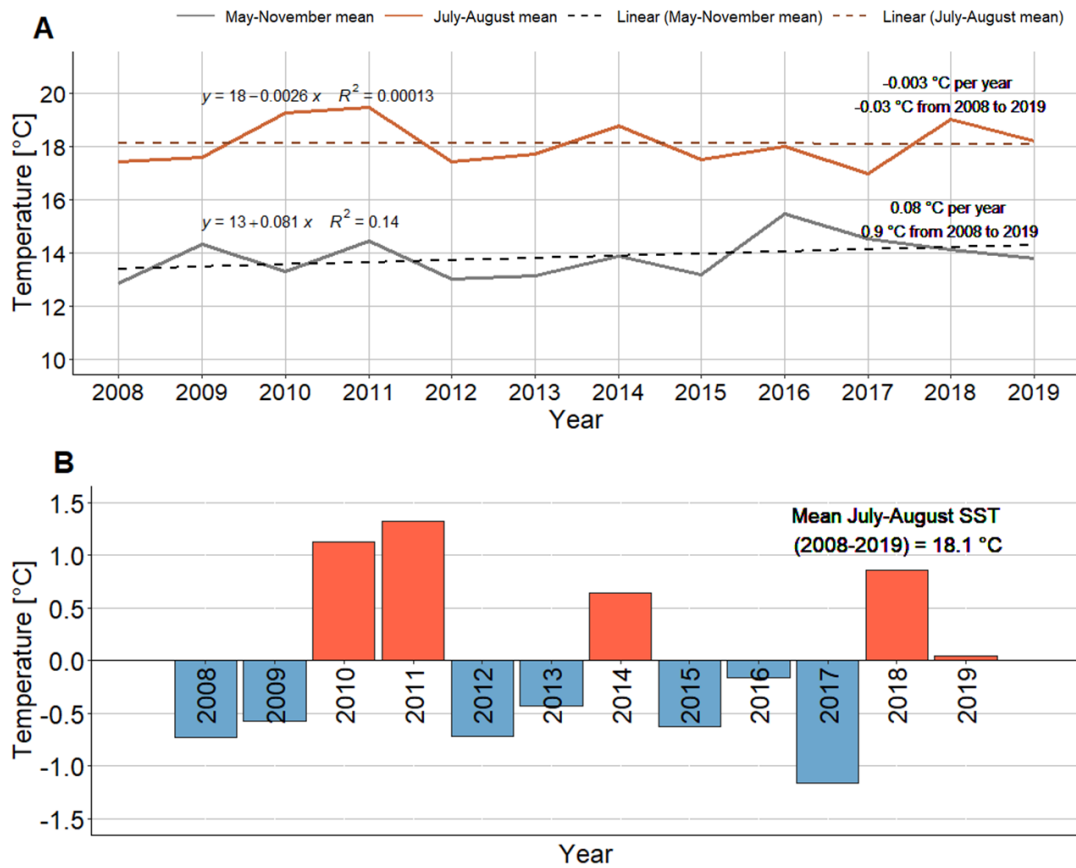 May-November mean July-August mean Linear (May-November mean) Linear (July-August mean)
A
Temperature [°C]
20
18
16
14
12
10
y = 18 − 0.0026 x R² = 0.00013
-0.003 °C per year
-0.03 °C from 2008 to 2019
y = 13 + 0.081 x R² = 0.14
0.08 °C per year
0.9 °C from 2008 to 2019
2008 2009 2010 2011 2012 2013 2014 2015 2016 2017 2018 2019
Year
B
Temperature [°C]
1.5
1.0
0.5
0.0
-0.5
-1.0
-1.5
Mean July-August SST
(2008-2019) = 18.1 °C
2008 2009 2010 2011 2012 2013 2014 2015 2016 2017 2018 2019
Year